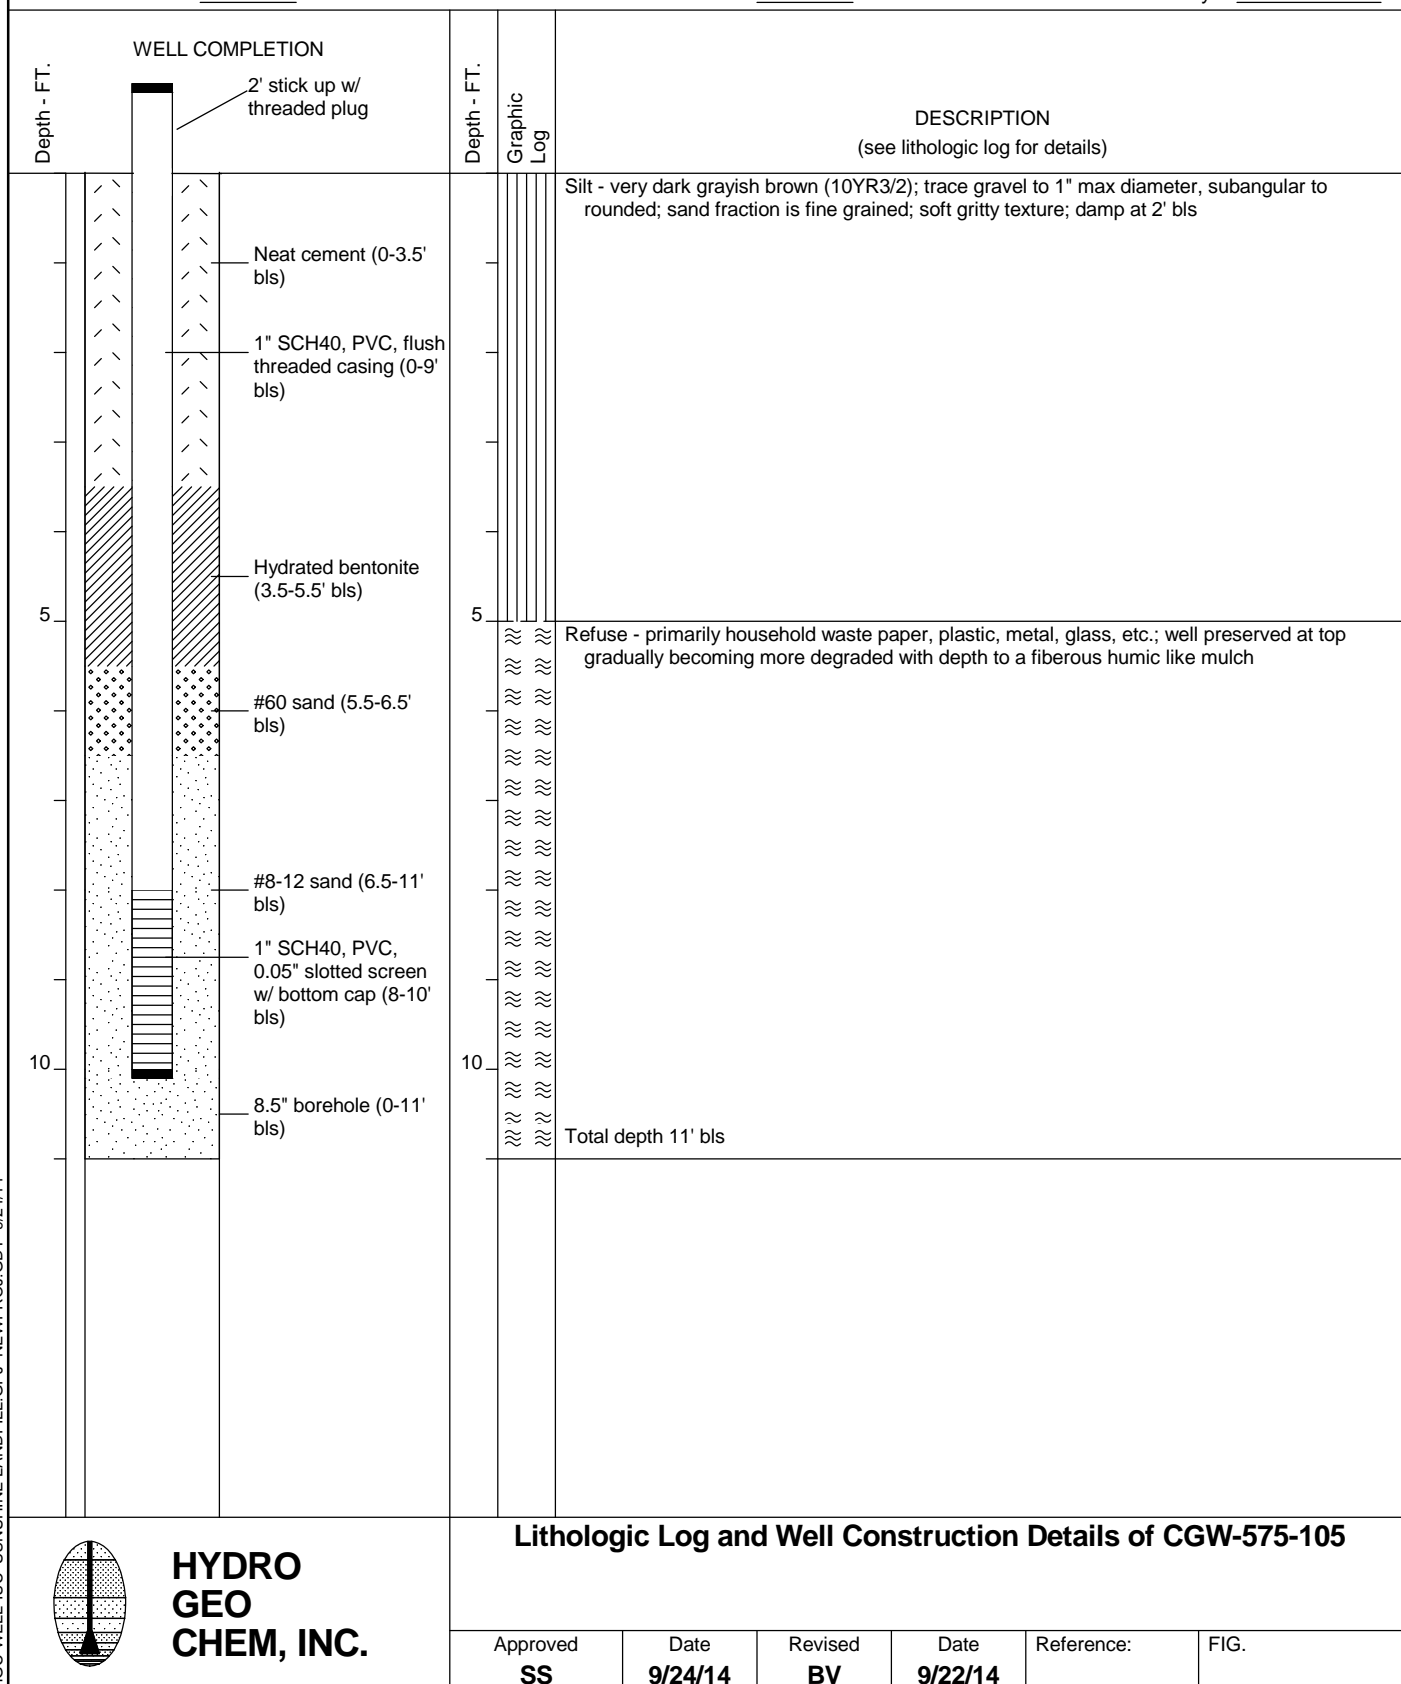 WELL COMPLETION
Depth - FT.
2' stick up w/
threaded plug
Depth - FT.
Graphic
Log
DESCRIPTION
(see lithologic log for details)
Silt - very dark grayish brown (10YR3/2); trace gravel to 1" max diameter, subangular to
rounded; sand fraction is fine grained; soft gritty texture; damp at 2' bls
Neat cement (0-3.5'
bls)
1" SCH40, PVC, flush
threaded casing (0-9'
bls)
Hydrated bentonite
(3.5-5.5' bls)
5
5
Refuse - primarily household waste paper, plastic, metal, glass, etc.; well preserved at top
gradually becoming more degraded with depth to a fiberous humic like mulch
#60 sand (5.5-6.5'
bls)
#8-12 sand (6.5-11'
bls)
1" SCH40, PVC,
0.05" slotted screen
w/ bottom cap (8-10'
bls)
10
10
8.5" borehole (0-11'
bls)
Total depth 11' bls
HYDRO
GEO
CHEM, INC.
Lithologic Log and Well Construction Details of CGW-575-105
Approved
SS
Date
9/24/14
Revised
BV
Date
9/22/14
Reference:
FIG.